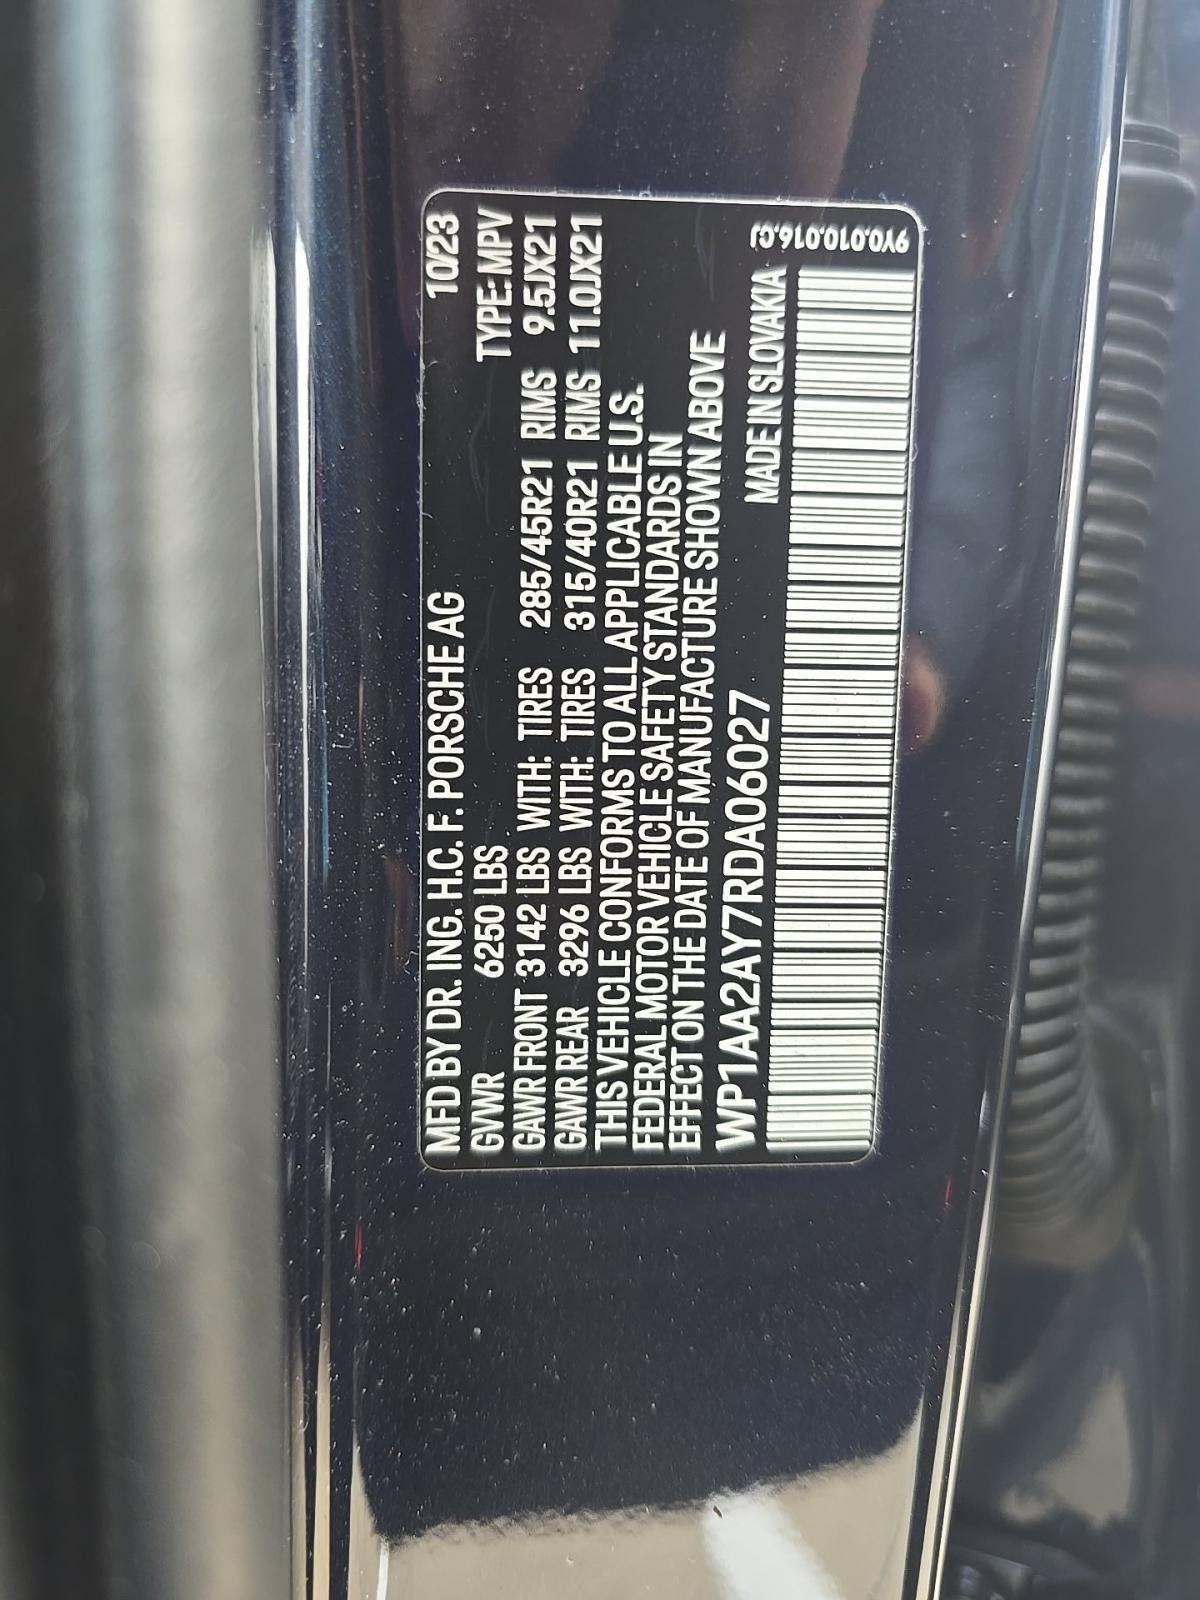 MFD BY DR. ING. H.C. F. PORSCHE AG 10/23
GVWR 6250 LBS TYPE: MPV
GAWR FRONT 3142 LBS WITH: TIRES 285/45R21 RIMS 9.5JX21
GAWR REAR 3296 LBS WITH: TIRES 315/40R21 RIMS 11.0JX21
THIS VEHICLE CONFORMS TO ALL APPLICABLE U.S.
FEDERAL MOTOR VEHICLE SAFETY STANDARDS IN
EFFECT ON THE DATE OF MANUFACTURE SHOWN ABOVE
WP1AA2AY7RDA06027
MADE IN SLOVAKIA
9Y0.010.016.CJ